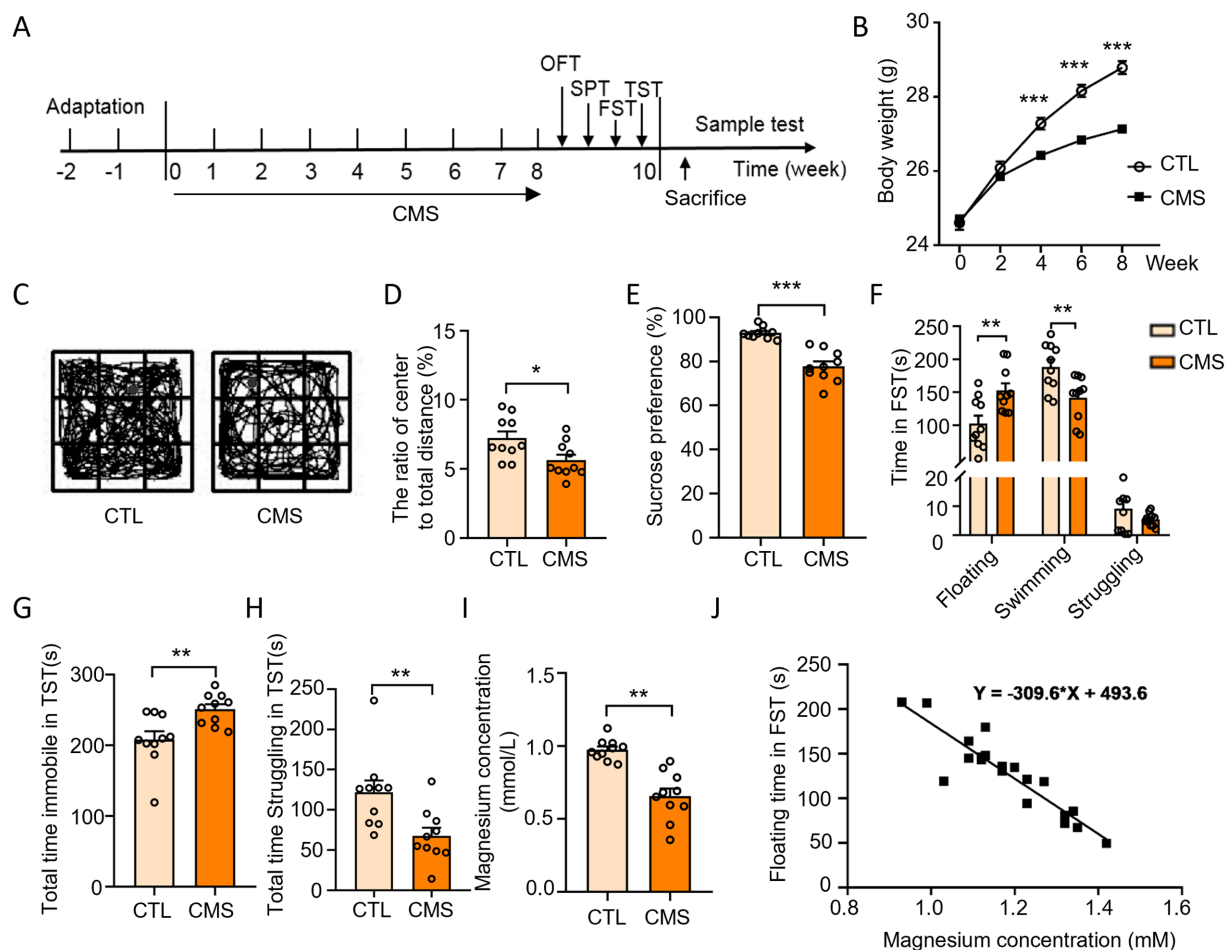 A
Adaptation
OFT
SPT
FST
TST
Sample test
-2 -1 0 1 2 3 4 5 6 7 8 10 Time (week)
CMS
Sacrifice
B
Body weight (g)
30
28
26
24
*** *** ***
CTL
CMS
0 2 4 6 8 Week
C
CTL CMS
D
The ratio of center
to total distance (%)
15
10
5
0
*
CTL CMS
E
Sucrose preference (%)
100
80
60
40
20
0
***
CTL CMS
F
Time in FST(s)
250
200
150
100
20
10
0
** **
CTL
CMS
Floating
Swimming
Struggling
G
Total time immobile in TST(s)
300
200
100
0
**
CTL CMS
H
Total time Struggling in TST(s)
250
200
150
100
50
0
**
CTL CMS
I
Magnesium concentration
(mmol/L)
1.5
1.0
0.5
0.0
**
CTL CMS
J
Floating time in FST (s)
250
200
150
100
50
0
Y = -309.6*X + 493.6
0.8 1.0 1.2 1.4 1.6
Magnesium concentration (mM)